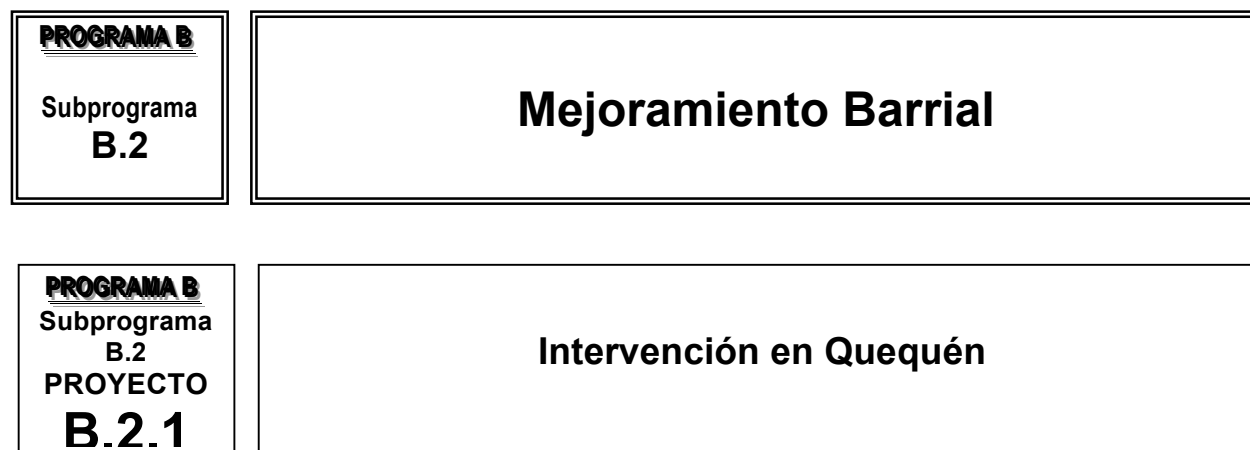 PROGRAMA B
Subprograma
B.2
Mejoramiento Barrial
PROGRAMA B
Subprograma
B.2
PROYECTO
B.2.1
Intervención en Quequén